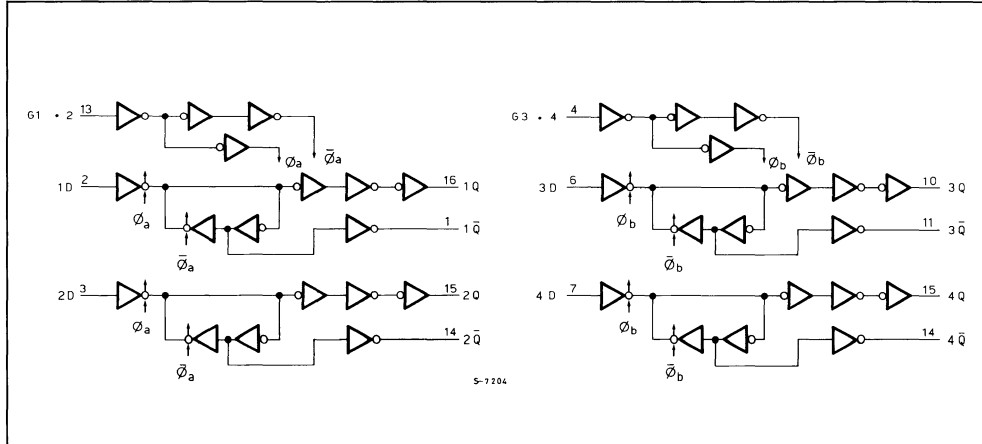 G1 • 2 13
Øa
Ø̄a
1D 2
Øa
16 1Q
1 1Q̄
Ø̄a
2D 3
Øa
15 2Q
14 2Q̄
Ø̄a
G3 • 4 4
Øb
Ø̄b
3D 6
Øb
10 3Q
11 3Q̄
Ø̄b
4D 7
Øb
15 4Q
14 4Q̄
Ø̄b
S-7204